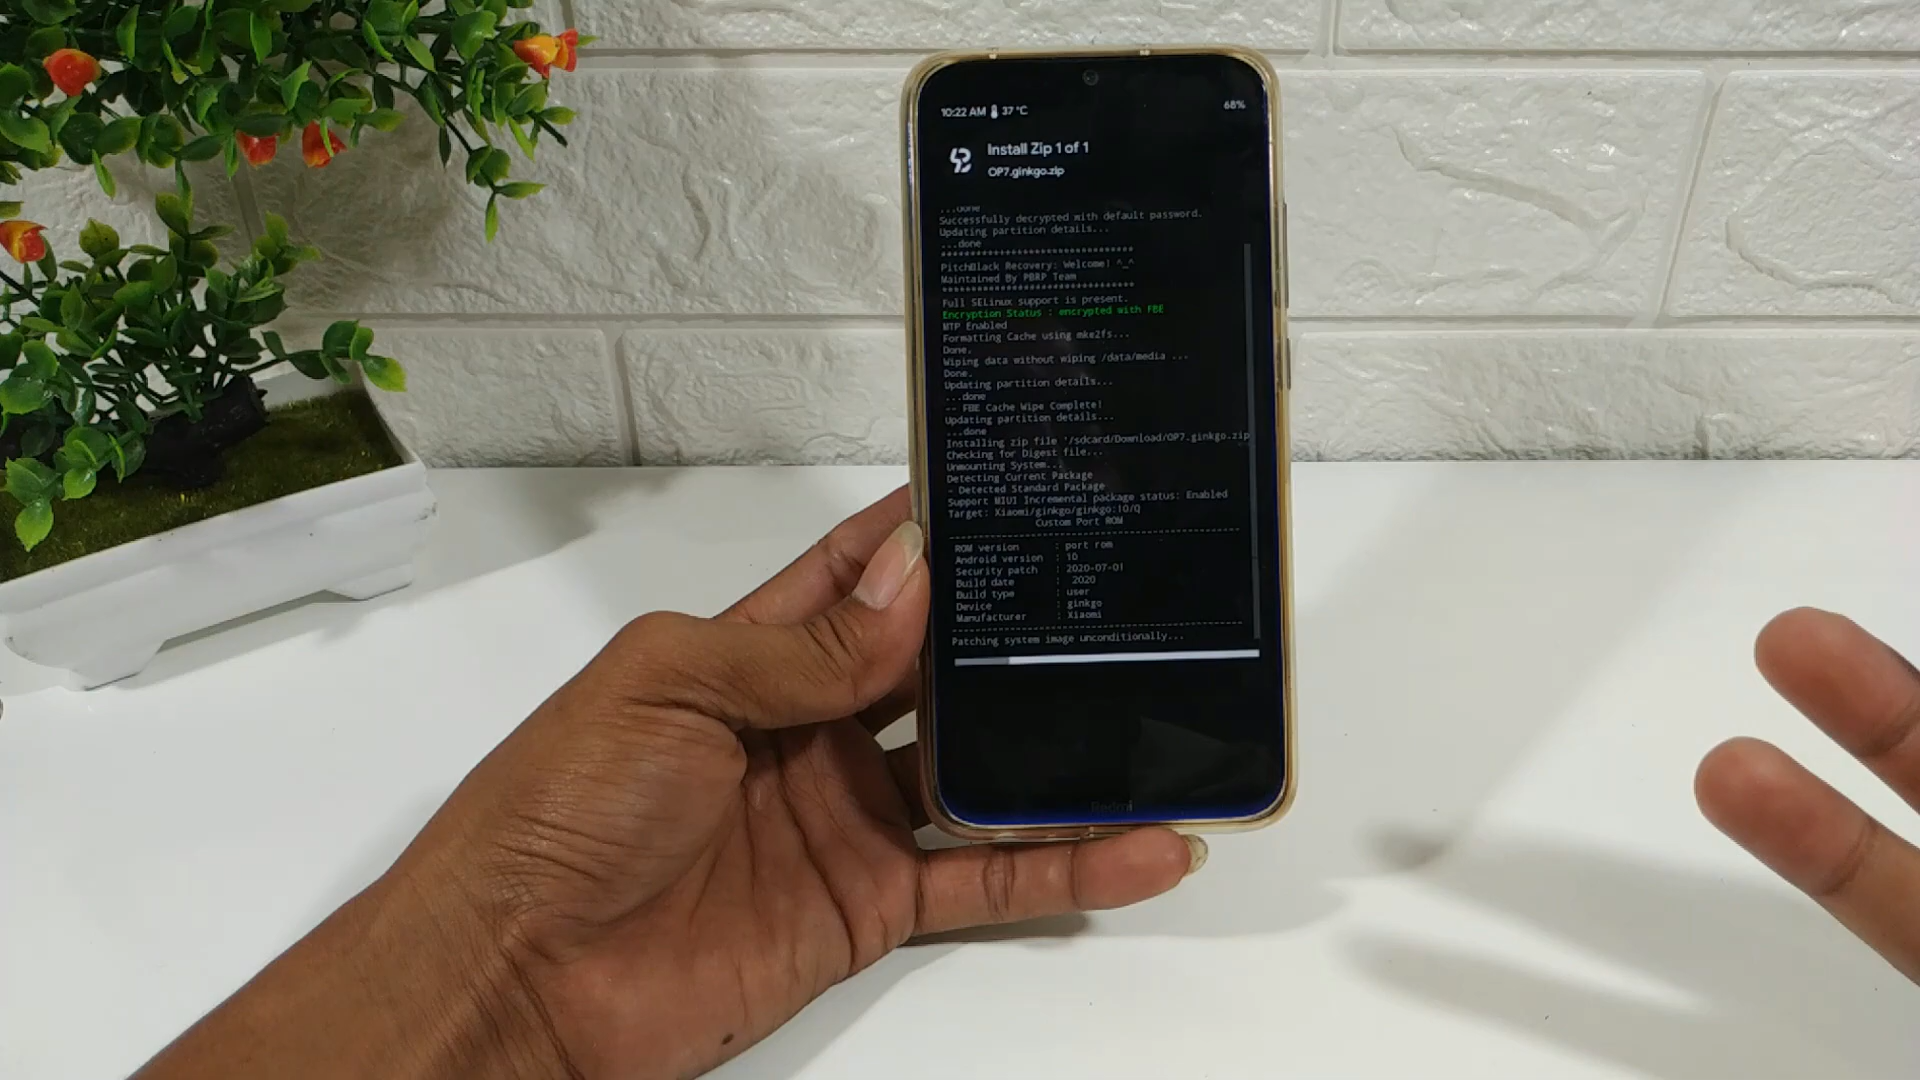 10:22 AM 37 °C 68%
Install Zip 1 of 1
OP7.ginkgo.zip
...done
Successfully decrypted with default password.
Updating partition details...
...done
********************************
PitchBlack Recovery: Welcome! ^_^
Maintained By PBRP Team
********************************
Full SELinux support is present.
Encryption Status : encrypted with FBE
MTP Enabled
Formatting Cache using mke2fs...
Done.
Wiping data without wiping /data/media ...
Done.
Updating partition details...
...done
-- FBE Cache Wipe Complete!
Updating partition details...
...done
Installing zip file '/sdcard/Download/OP7.ginkgo.zip
Checking for Digest file...
Unmounting System...
Detecting Current Package
- Detected Standard Package
Support MIUI Incremental package status: Enabled
Target: Xiaomi/ginkgo/ginkgo:10/Q
Custom Port ROM
--------------------------------------------------
ROM version : port rom
Android version : 10
Security patch : 2020-07-01
Build date : 2020
Build type : user
Device : ginkgo
Manufacturer : Xiaomi
--------------------------------------------------
Patching system image unconditionally...
Redmi